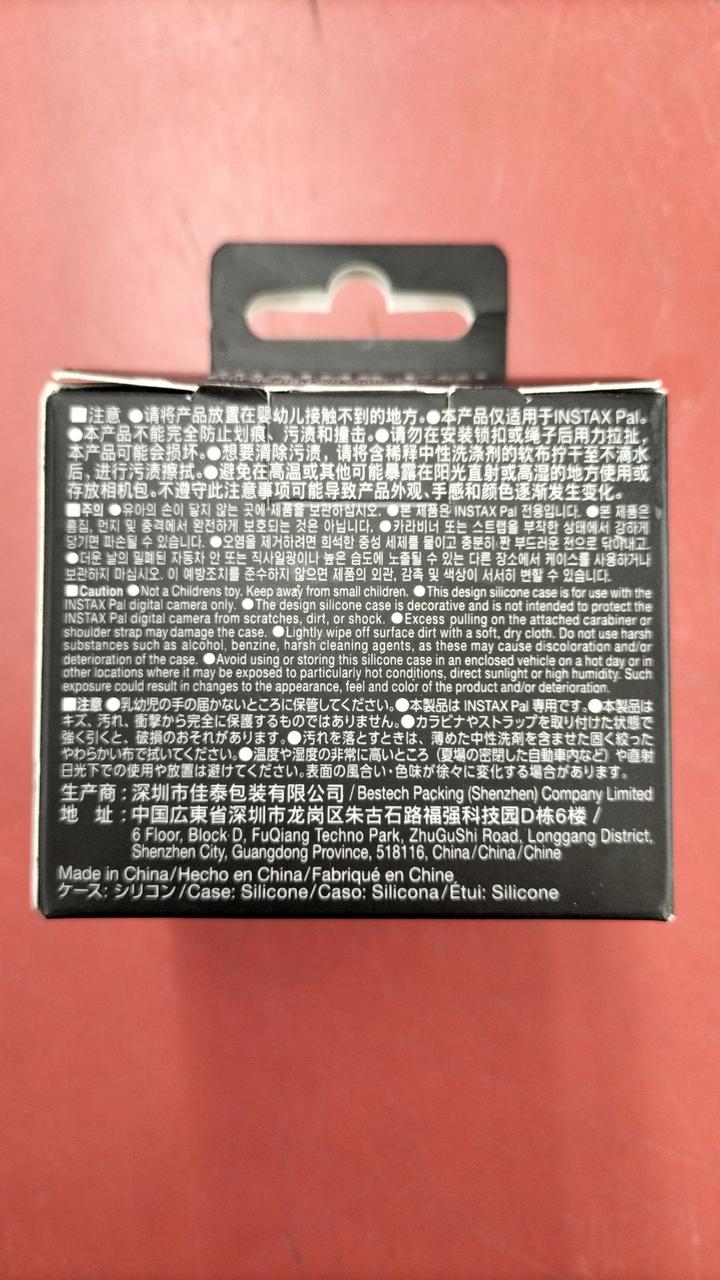 ■注意 ●请将产品放置在婴幼儿接触不到的地方。●本产品仅适用于INSTAX Pal。
●本产品不能完全防止划痕、污渍和撞击。●请勿在安装锁扣或绳子后用力拉扯，
本产品可能会损坏。●想要清除污渍，请将含稀释中性洗涤剂的软布拧干至不滴水
后，进行污渍擦拭。●避免在高温或其他可能暴露在阳光直射或高湿的地方使用或
存放相机包。不遵守此注意事项可能导致产品外观、手感和颜色逐渐发生变化。
■주의 ●유아의 손이 닿지 않는 곳에 제품을 보관하십시오. ●본 제품은 INSTAX Pal 전용입니다. ●본 제품은
흠집, 먼지 및 충격에서 완전하게 보호되는 것은 아닙니다. ●카라비너 또는 스트랩을 부착한 상태에서 강하게
당기면 파손될 수 있습니다. ●오염을 제거하려면 희석한 중성 세제를 물이고 충분히 짠 부드러운 천으로 닦아내고
●더운 날의 밀폐된 자동차 안 또는 직사일광이나 높은 습도에 노출될 수 있는 다른 장소에서 케이스를 사용하거나
보관하지 마십시오. 이 예방조치를 준수하지 않으면 제품의 외관, 감촉 및 색상이 서서히 변할 수 있습니다.
■Caution ●Not a Childrens toy. Keep away from small children. ●This design silicone case is for use with the
INSTAX Pal digital camera only. ●The design silicone case is decorative and is not intended to protect the
INSTAX Pal digital camera from scratches, dirt, or shock. ●Excess pulling on the attached carabiner or
shoulder strap may damage the case. ●Lightly wipe off surface dirt with a soft, dry cloth. Do not use harsh
substances such as alcohol, benzine, harsh cleaning agents, as these may cause discoloration and/or
deterioration of the case. ●Avoid using or storing this silicone case in an enclosed vehicle on a hot day or in
other locations where it may be exposed to particularly hot conditions, direct sunlight or high humidity. Such
exposure could result in changes to the appearance, feel and color of the product and/or deterioration.
■注意 ●乳幼児の手の届かないところに保管してください。●本製品は INSTAX Pal 専用です。●本製品は
キズ、汚れ、衝撃から完全に保護するものではありません。●カラビナやストラップを取り付けた状態で
強く引くと、破損のおそれがあります。●汚れを落とすときは、薄めた中性洗剤を含ませた固く絞った
やわらかい布で拭いてください。●温度や湿度の非常に高いところ（夏場の密閉した自動車内など）や直射
日光下での使用や放置は避けてください。表面の風合い・色味が徐々に変化する場合があります。
生产商：深圳市佳泰包装有限公司 / Bestech Packing (Shenzhen) Company Limited
地 址：中国広東省深圳市龙岗区朱古石路福强科技园D栋6楼 /
6 Floor, Block D, FuQiang Techno Park, ZhuGuShi Road, Longgang District,
Shenzhen City, Guangdong Province, 518116, China/China/Chine
Made in China/Hecho en China/Fabriqué en Chine
ケース: シリコン/Case: Silicone/Caso: Silicona/Étui: Silicone